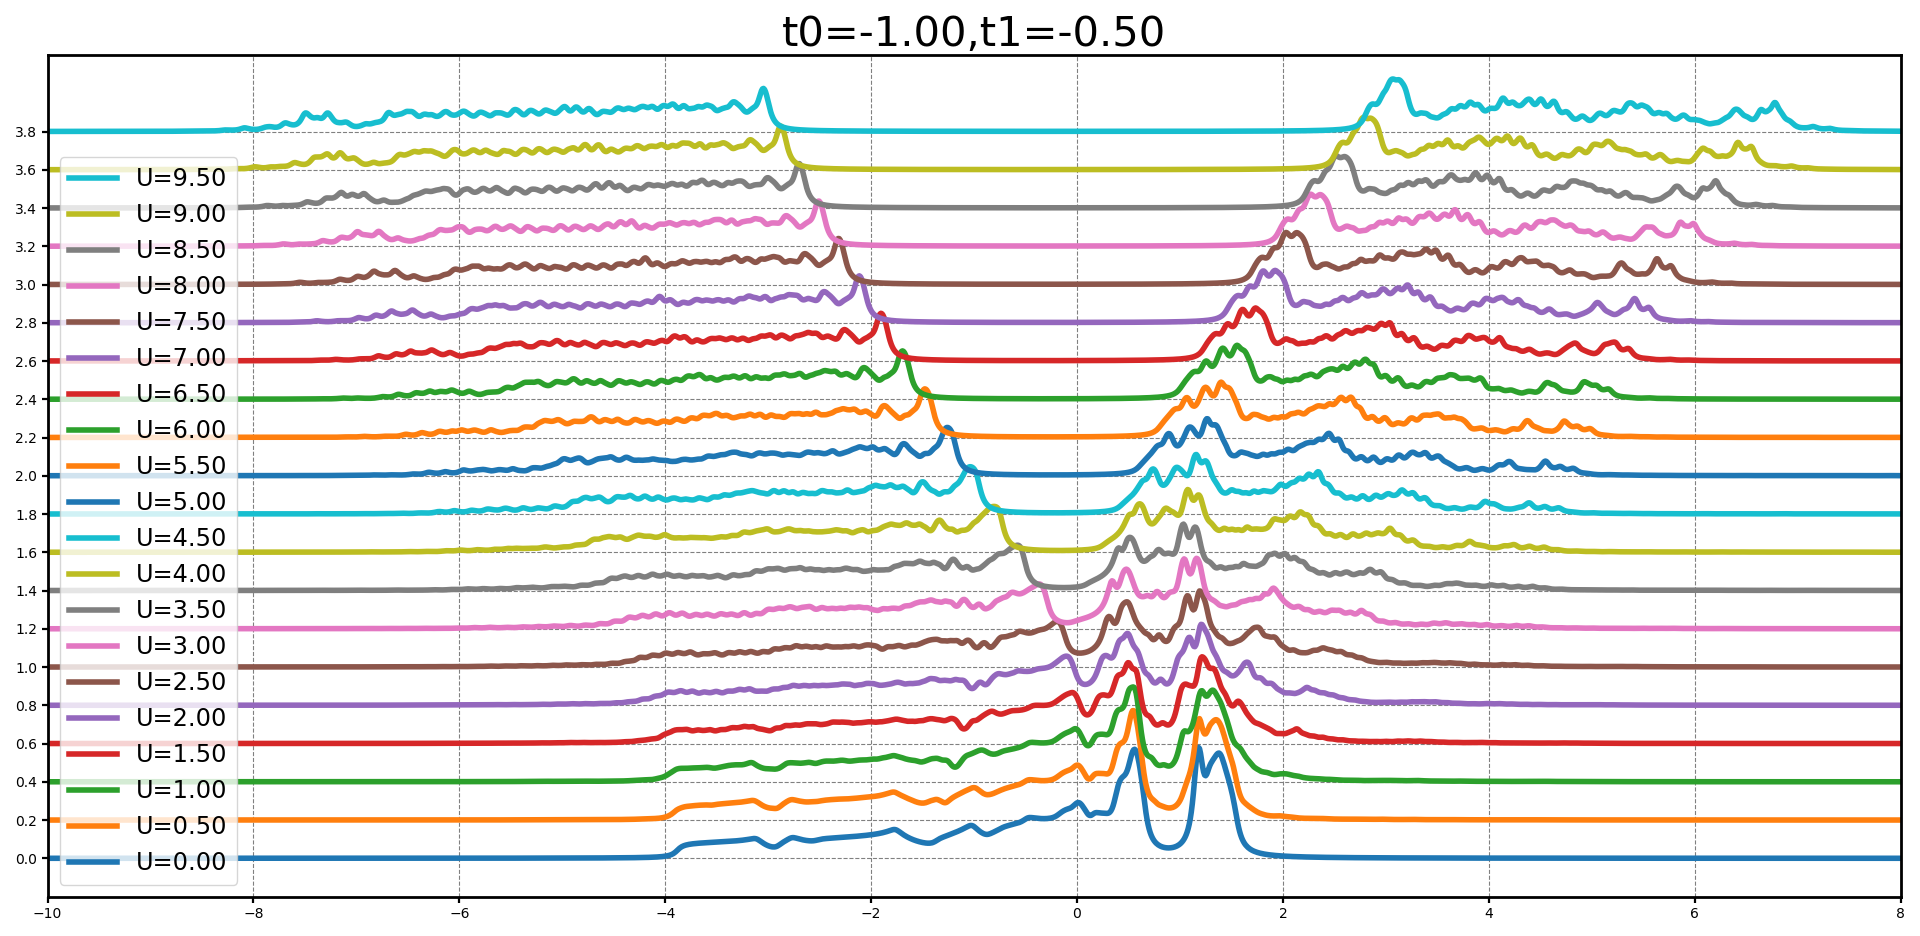 t0=-1.00,t1=-0.50
3.8
3.6
3.4
3.2
3.0
2.8
2.6
2.4
2.2
2.0
1.8
1.6
1.4
1.2
1.0
0.8
0.6
0.4
0.2
0.0
U=9.50
U=9.00
U=8.50
U=8.00
U=7.50
U=7.00
U=6.50
U=6.00
U=5.50
U=5.00
U=4.50
U=4.00
U=3.50
U=3.00
U=2.50
U=2.00
U=1.50
U=1.00
U=0.50
U=0.00
−10 −8 −6 −4 −2 0 2 4 6 8